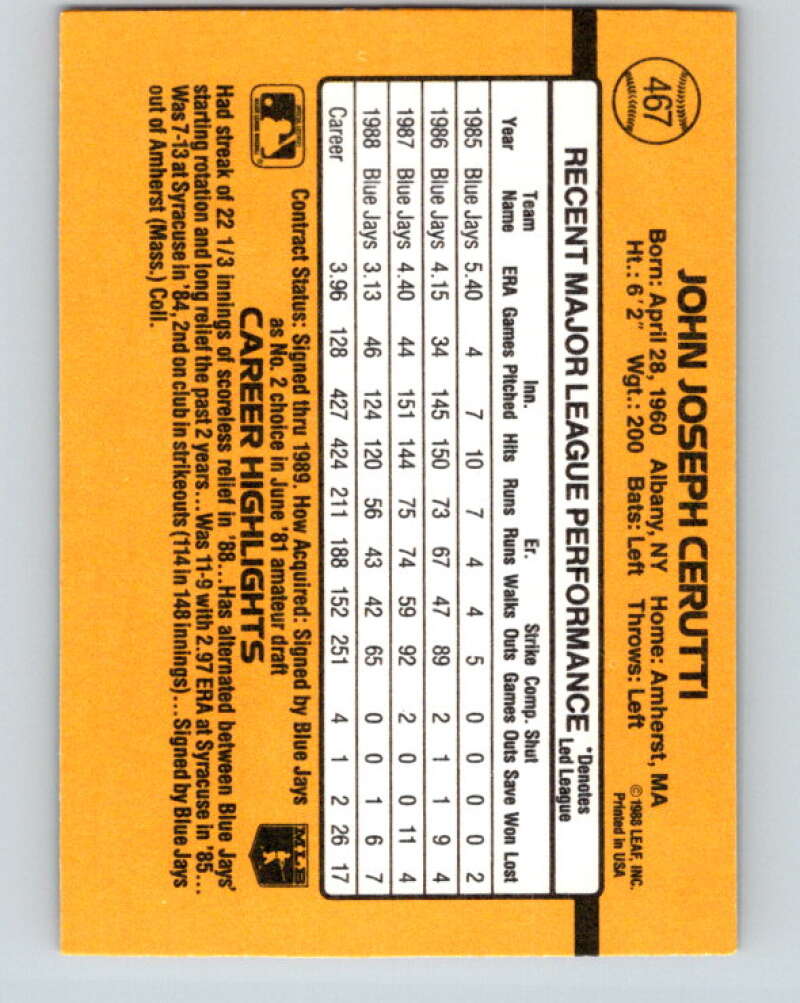 467
JOHN JOSEPH CERUTTI
Born: April 28, 1960 Albany, NY Home: Amherst, MA
Ht.: 6'2" Wgt.: 200 Bats: Left Throws: Left
© 1988 LEAF, INC.
Printed in USA
RECENT MAJOR LEAGUE PERFORMANCE *Denotes Led League
Team Inn. Er. Strike Comp. Shut
Year Name ERA Games Pitched Hits Runs Runs Walks Outs Games Outs Save Won Lost
1985 Blue Jays 5.40 4 7 10 7 4 4 5 0 0 0 0 2
1986 Blue Jays 4.15 34 145 150 73 67 47 89 2 1 1 9 4
1987 Blue Jays 4.40 44 151 144 75 74 59 92 2 0 0 11 4
1988 Blue Jays 3.13 46 124 120 56 43 42 65 0 0 1 6 7
Career 3.96 128 427 424 211 188 152 251 4 1 2 26 17
Contract Status: Signed thru 1989. How Acquired: Signed by Blue Jays
as No. 2 choice in June '81 amateur draft
MLB
CAREER HIGHLIGHTS
Had streak of 22 1/3 innings of scoreless relief in '88...Has alternated between Blue Jays'
starting rotation and long relief the past 2 years...Was 11-9 with 2.97 ERA at Syracuse in '85...
Was 7-13 at Syracuse in '84, 2nd on club in strikeouts (114 in 148 innings)...Signed by Blue Jays
out of Amherst (Mass.) Coll.